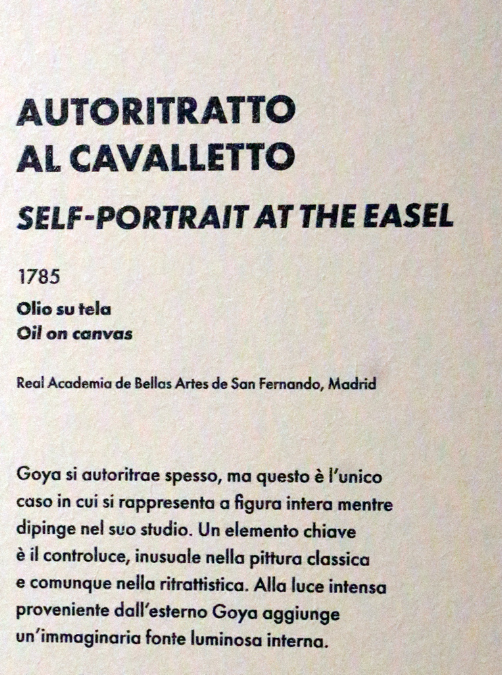 AUTORITRATTO
AL CAVALLETTO
SELF-PORTRAIT AT THE EASEL
1785
Olio su tela
Oil on canvas
Real Academia de Bellas Artes de San Fernando, Madrid
Goya si autoritrae spesso, ma questo è l'unico
caso in cui si rappresenta a figura intera mentre
dipinge nel suo studio. Un elemento chiave
è il controluce, inusuale nella pittura classica
e comunque nella ritrattistica. Alla luce intensa
proveniente dall'esterno Goya aggiunge
un'immaginaria fonte luminosa interna.